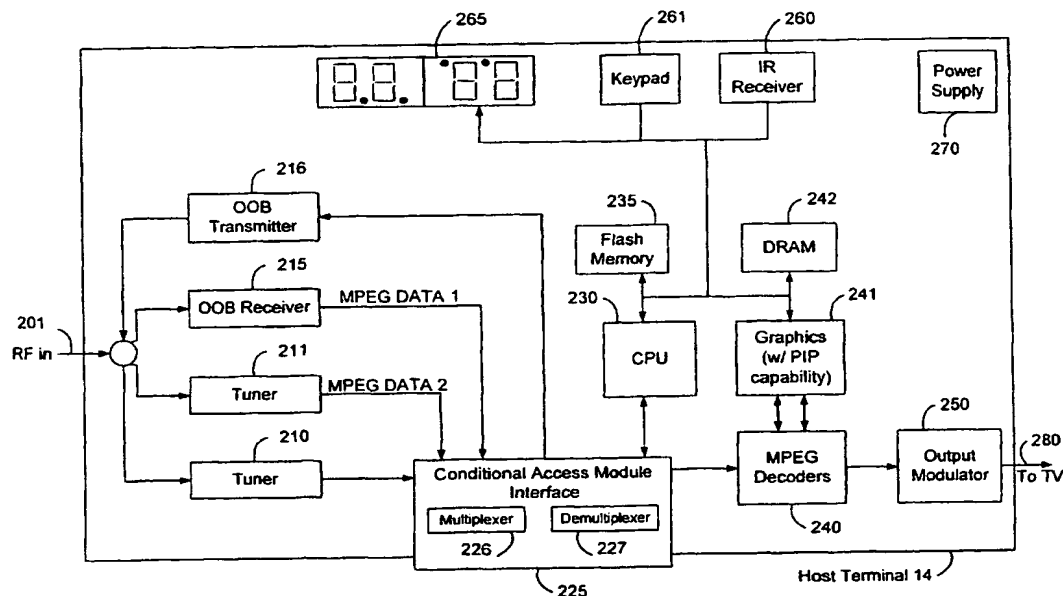 265
261
260
Keypad
IR
Receiver
Power
Supply
270
216
OOB
Transmitter
235
Flash
Memory
242
DRAM
215
OOB Receiver
MPEG DATA 1
230
CPU
241
Graphics
(w/ PIP
capability)
201
RF in
211
Tuner
MPEG DATA 2
210
Tuner
250
Output
Modulator
280
To TV
MPEG
Decoders
240
Conditional Access Module
Interface
Multiplexer
226
Demultiplexer
227
225
Host Terminal 14